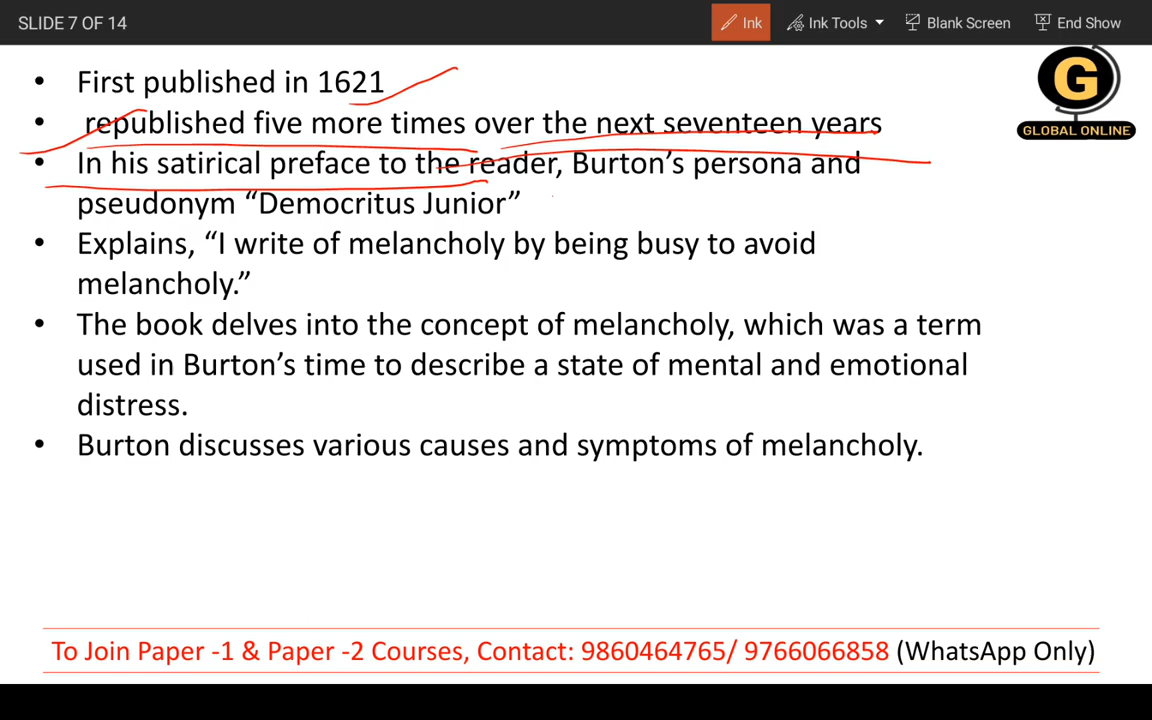 SLIDE 7 OF 14
Ink
Ink Tools
Blank Screen
End Show
G
GLOBAL ONLINE
• First published in 1621
• republished five more times over the next seventeen years
• In his satirical preface to the reader, Burton’s persona and
pseudonym “Democritus Junior”
• Explains, “I write of melancholy by being busy to avoid
melancholy.”
• The book delves into the concept of melancholy, which was a term
used in Burton’s time to describe a state of mental and emotional
distress.
• Burton discusses various causes and symptoms of melancholy.
To Join Paper -1 & Paper -2 Courses, Contact: 9860464765/ 9766066858 (WhatsApp Only)